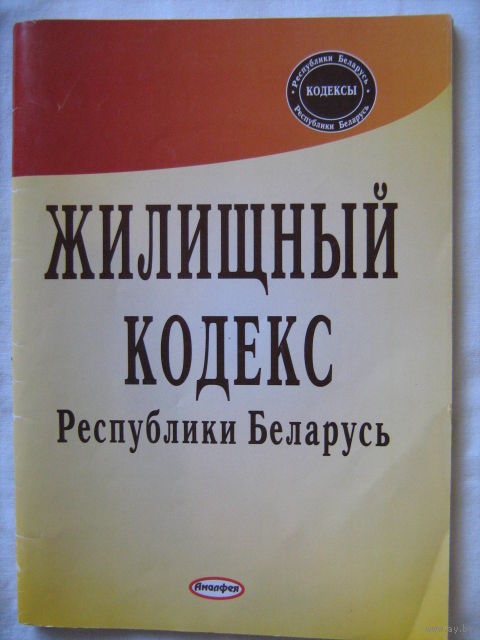 • Республики Беларусь •
КОДЕКСЫ
Республики Беларусь
ЖИЛИЩНЫЙ
КОДЕКС
Республики Беларусь
Амалфея